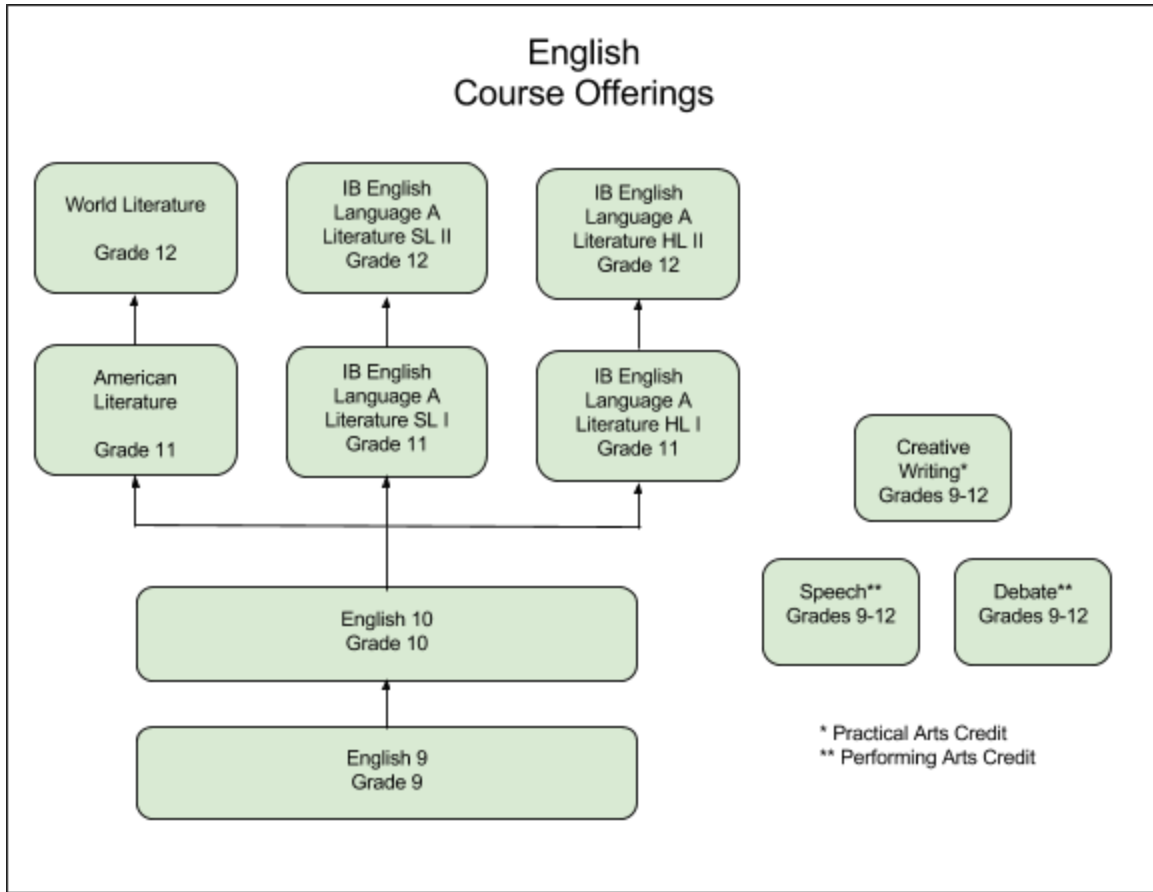 English
Course Offerings
World Literature
Grade 12
IB English
Language A
Literature SL II
Grade 12
IB English
Language A
Literature HL II
Grade 12
American
Literature
Grade 11
IB English
Language A
Literature SL I
Grade 11
IB English
Language A
Literature HL I
Grade 11
Creative
Writing*
Grades 9-12
Speech**
Grades 9-12
Debate**
Grades 9-12
English 10
Grade 10
English 9
Grade 9
* Practical Arts Credit
** Performing Arts Credit